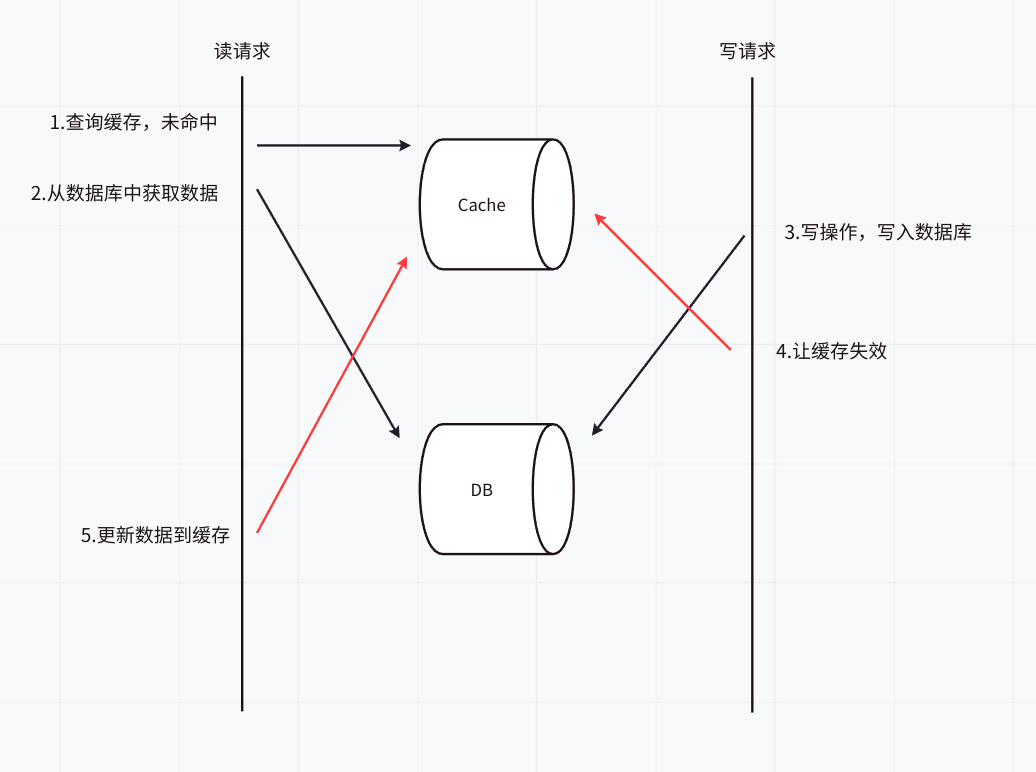 读请求
写请求
1.查询缓存，未命中
2.从数据库中获取数据
Cache
3.写操作，写入数据库
4.让缓存失效
DB
5.更新数据到缓存